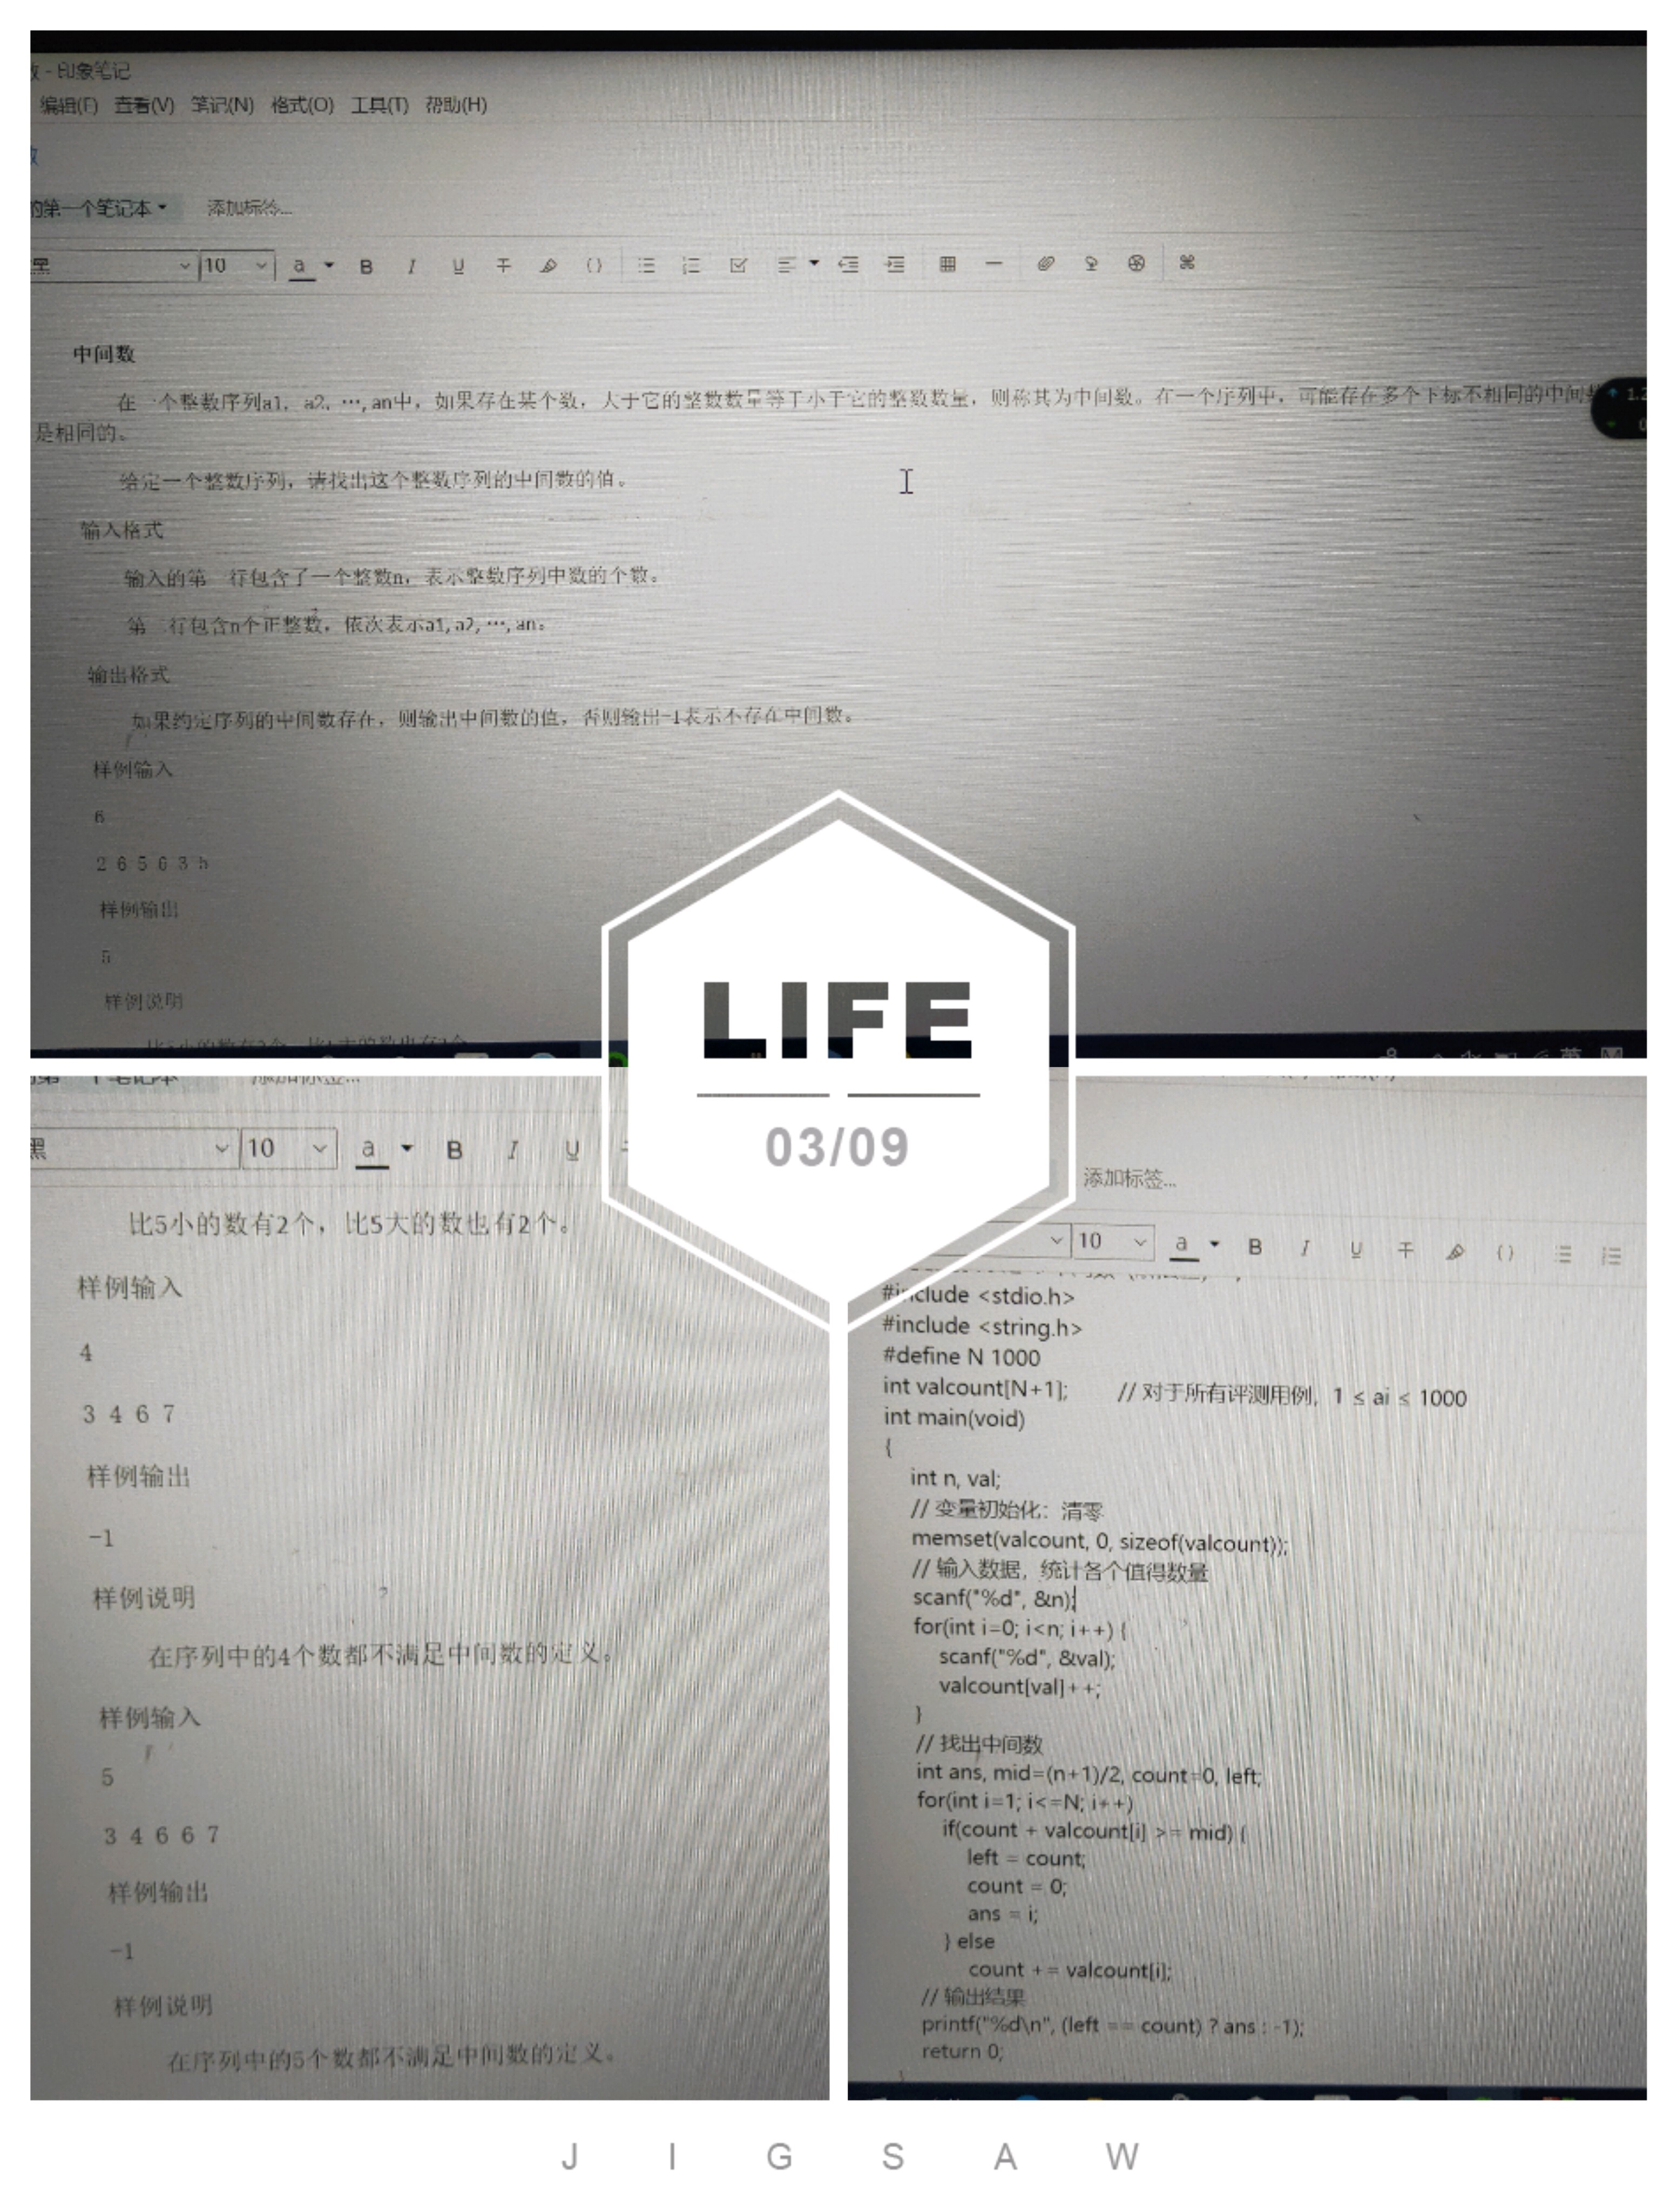 - 印象笔记
编辑(E) 查看(V) 笔记(N) 格式(O) 工具(T) 帮助(H)
的第一个笔记本 添加标签...
黑 10 a B I U
中间数
在一个整数序列a1, a2, …, an中，如果存在某个数，大于它的整数数量等于小于它的整数数量，则称其为中间数。在一个序列中，可能存在多个下标不相同的中间数
是相同的。
给定一个整数序列，请找出这个整数序列的中间数的值。
输入格式
输入的第 行包含了一个整数n，表示整数序列中数的个数。
第 行包含n个正整数，依次表示a1, a2, …, an。
输出格式
如果约定序列的中间数存在，则输出中间数的值，否则输出-1表示不存在中间数。
样例输入
6
2 6 5 6 3 5
样例输出
5
样例说明
LIFE
03/09
黑 10 a B I U
比5小的数有2个，比5大的数也有2个。
样例输入
4
3 4 6 7
样例输出
-1
样例说明
在序列中的4个数都不满足中间数的定义。
样例输入
5
3 4 6 6 7
样例输出
-1
样例说明
在序列中的5个数都不满足中间数的定义。
添加标签...
10 a B I U
#include <stdio.h>
#include <string.h>
#define N 1000
int valcount[N+1]; // 对于所有评测用例，1 ≤ ai ≤ 1000
int main(void)
{
int n, val;
// 变量初始化：清零
memset(valcount, 0, sizeof(valcount));
// 输入数据，统计各个值得数量
scanf("%d", &n);
for(int i=0; i<n; i++) {
scanf("%d", &val);
valcount[val]++;
}
// 找出中间数
int ans, mid=(n+1)/2, count=0, left;
for(int i=1; i<=N; i++)
if(count + valcount[i] >= mid) {
left = count;
count = 0;
ans = i;
} else
count += valcount[i];
// 输出结果
printf("%d\n", (left == count) ? ans : -1);
return 0;
JIGSAW